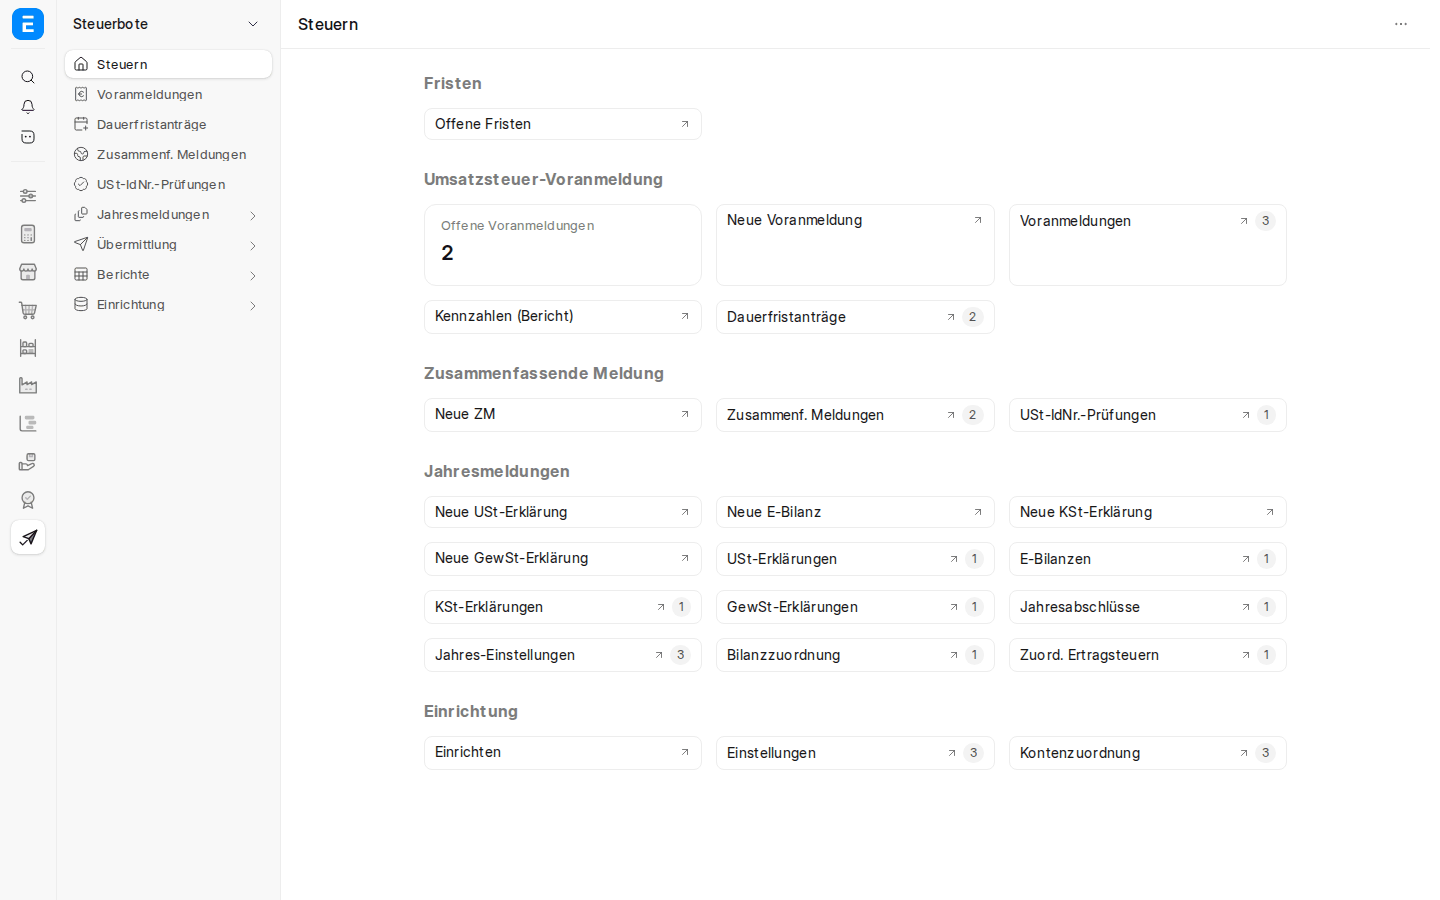 Steuerbote
Steuern
Voranmeldungen
Dauerfristanträge
Zusammenf. Meldungen
USt-IdNr.-Prüfungen
Jahresmeldungen
Übermittlung
Berichte
Einrichtung
Steuern
Fristen
Offene Fristen
Umsatzsteuer-Voranmeldung
Offene Voranmeldungen
2
Neue Voranmeldung
Voranmeldungen 3
Kennzahlen (Bericht)
Dauerfristanträge 2
Zusammenfassende Meldung
Neue ZM
Zusammenf. Meldungen 2
USt-IdNr.-Prüfungen 1
Jahresmeldungen
Neue USt-Erklärung
Neue E-Bilanz
Neue KSt-Erklärung
Neue GewSt-Erklärung
USt-Erklärungen 1
E-Bilanzen 1
KSt-Erklärungen 1
GewSt-Erklärungen 1
Jahresabschlüsse 1
Jahres-Einstellungen 3
Bilanzzuordnung 1
Zuord. Ertragsteuern 1
Einrichtung
Einrichten
Einstellungen 3
Kontenzuordnung 3